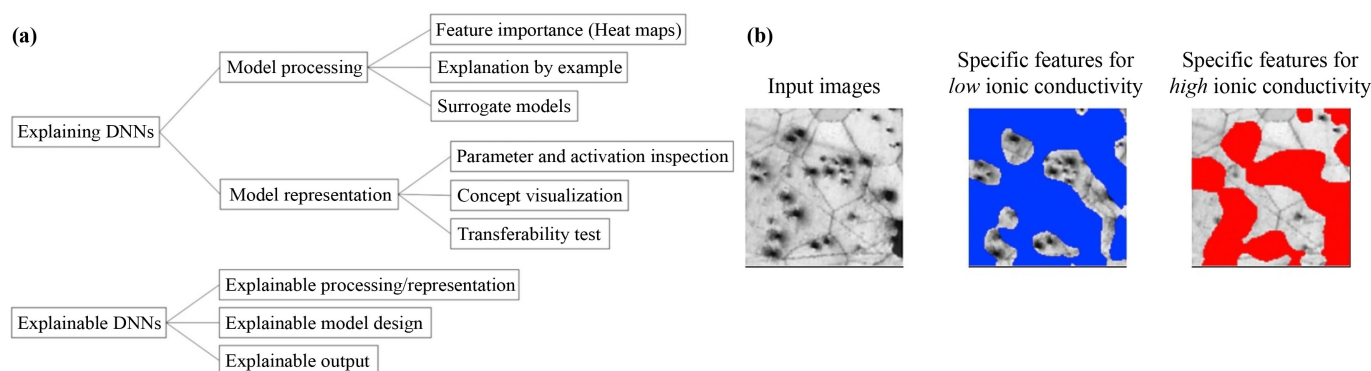 (a)
Explaining DNNs
Model processing
Feature importance (Heat maps)
Explanation by example
Surrogate models
Model representation
Parameter and activation inspection
Concept visualization
Transferability test
Explainable DNNs
Explainable processing/representation
Explainable model design
Explainable output
(b)
Input images
Specific features for
low ionic conductivity
Specific features for
high ionic conductivity